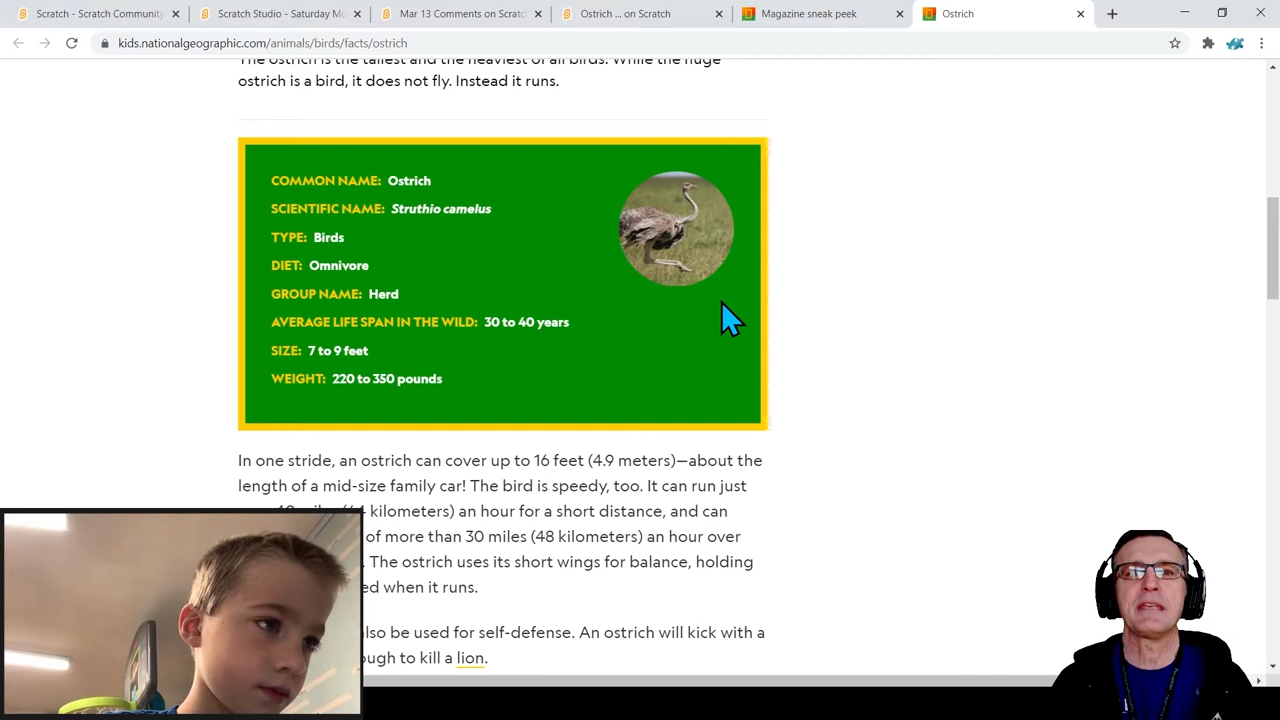 Scratch - Scratch Community
Scratch Studio - Saturday Mo
Mar 13 Comments on Scratc
Ostrich ... on Scratch
Magazine sneak peek
Ostrich
kids.nationalgeographic.com/animals/birds/facts/ostrich
The ostrich is the tallest and the heaviest of all birds. While the huge
ostrich is a bird, it does not fly. Instead it runs.
COMMON NAME: Ostrich
SCIENTIFIC NAME: Struthio camelus
TYPE: Birds
DIET: Omnivore
GROUP NAME: Herd
AVERAGE LIFE SPAN IN THE WILD: 30 to 40 years
SIZE: 7 to 9 feet
WEIGHT: 220 to 350 pounds
In one stride, an ostrich can cover up to 16 feet (4.9 meters)—about the
length of a mid-size family car! The bird is speedy, too. It can run just
kilometers) an hour for a short distance, and can
of more than 30 miles (48 kilometers) an hour over
The ostrich uses its short wings for balance, holding
when it runs.
also be used for self-defense. An ostrich will kick with a
to kill a lion.